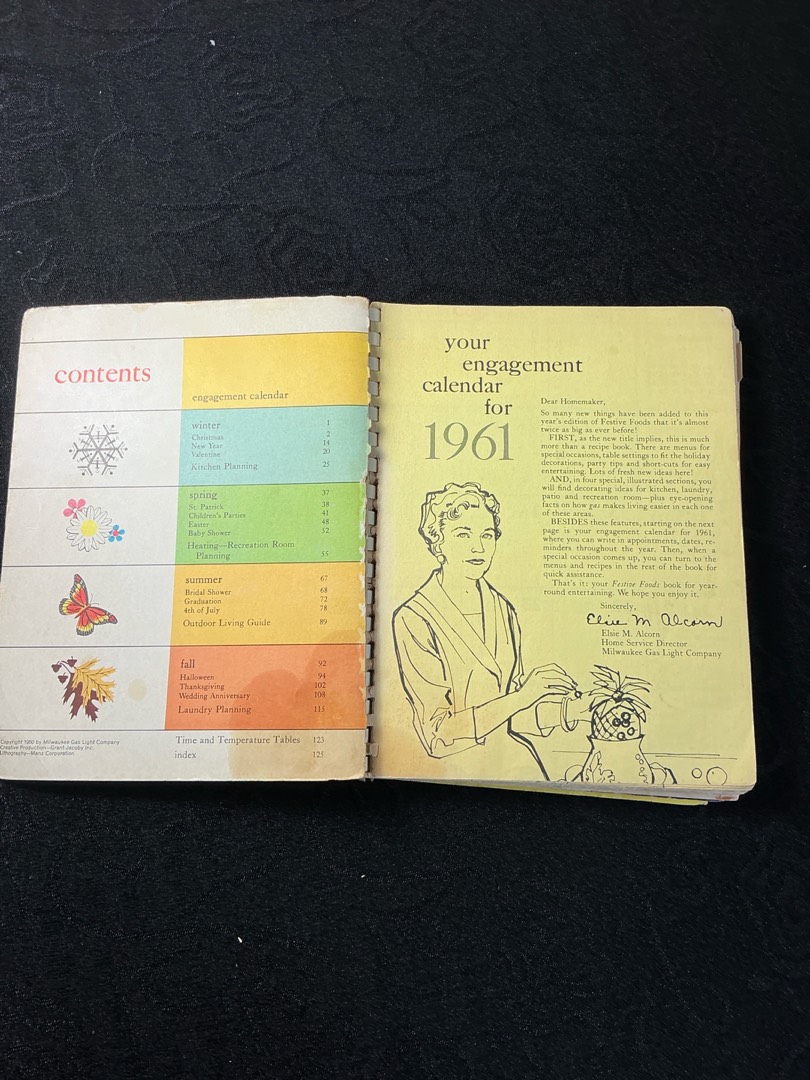 contents
engagement calendar
winter 1
Christmas 2
New Year 14
Valentine 20
Kitchen Planning 25
spring 37
St. Patrick 38
Children's Parties 41
Easter 48
Baby Shower 52
Heating—Recreation Room
Planning 55
summer 67
Bridal Shower 68
Graduation 72
4th of July 78
Outdoor Living Guide 89
fall 92
Halloween 94
Thanksgiving 102
Wedding Anniversary 108
Laundry Planning 115
Time and Temperature Tables 123
index 125
Copyright 1960 by Milwaukee Gas Light Company
Creative Production—Grant-Jacoby Inc.
Lithography—Mans Corporation
your
engagement
calendar
for
1961
Dear Homemaker,
So many new things have been added to this
year's edition of Festive Foods that it's almost
twice as big as ever before!
FIRST, as the new title implies, this is much
more than a recipe book. There are menus for
special occasions, table settings to fit the holiday
decorations, party tips and short-cuts for easy
entertaining. Lots of fresh new ideas here!
AND, in four special, illustrated sections, you
will find decorating ideas for kitchen, laundry,
patio and recreation room—plus eye-opening
facts on how gas makes living easier in each one
of these areas.
BESIDES these features, starting on the next
page is your engagement calendar for 1961,
where you can write in appointments, dates, re-
minders throughout the year. Then, when a
special occasion comes up, you can turn to the
menus and recipes in the rest of the book for
quick assistance.
That's it: your Festive Foods book for year-
round entertaining. We hope you enjoy it.
Sincerely,
Elsie M Alcorn
Elsie M. Alcorn
Home Service Director
Milwaukee Gas Light Company